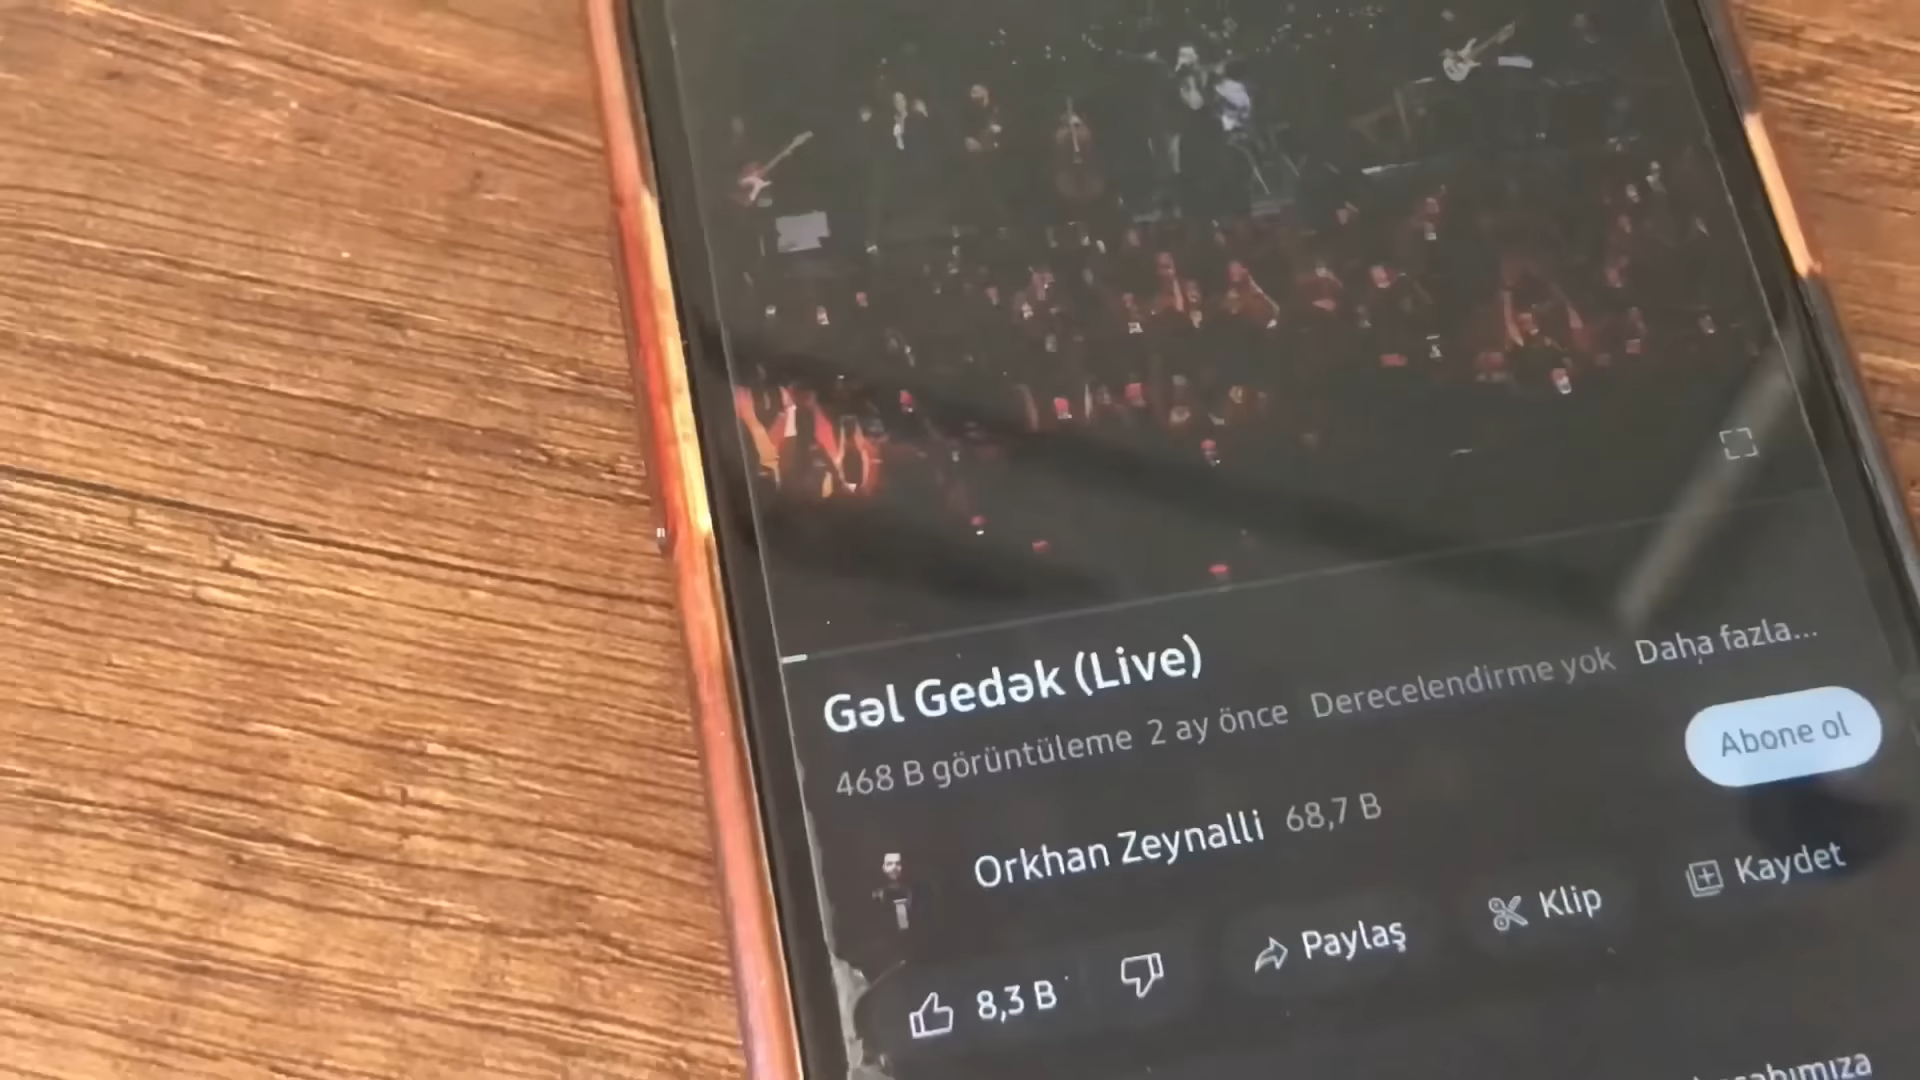 Gəl Gedək (Live)
468 B görüntüleme 2 ay önce Derecelendirme yok Daha fazla...
Orkhan Zeynalli 68,7 B
Abone ol
8,3 B
Paylaş
Klip
Kaydet